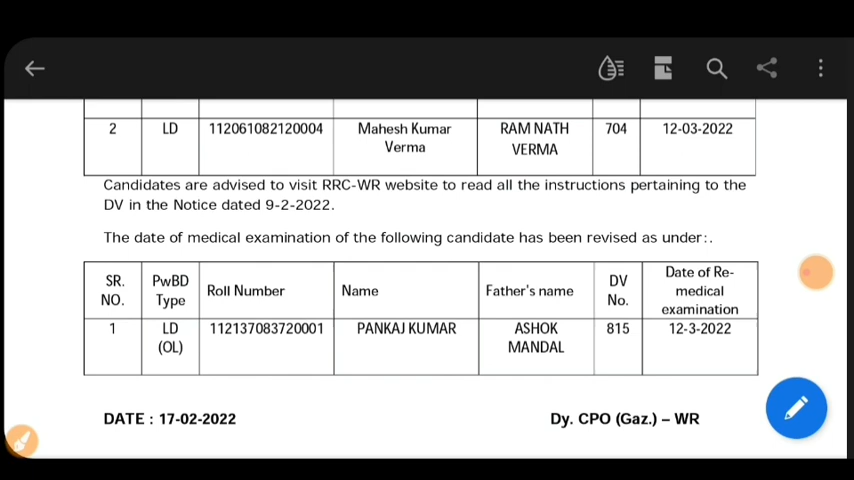 2 LD 112061082120004 Mahesh Kumar RAM NATH 704 12-03-2022
Verma VERMA
Candidates are advised to visit RRC-WR website to read all the instructions pertaining to the
DV in the Notice dated 9-2-2022.
The date of medical examination of the following candidate has been revised as under:.
SR. NO. PwBD Type Roll Number Name Father's name DV No. Date of Re-medical examination
1 LD 112137083720001 PANKAJ KUMAR ASHOK 815 12-3-2022
(OL) MANDAL
DATE : 17-02-2022 Dy. CPO (Gaz.) – WR